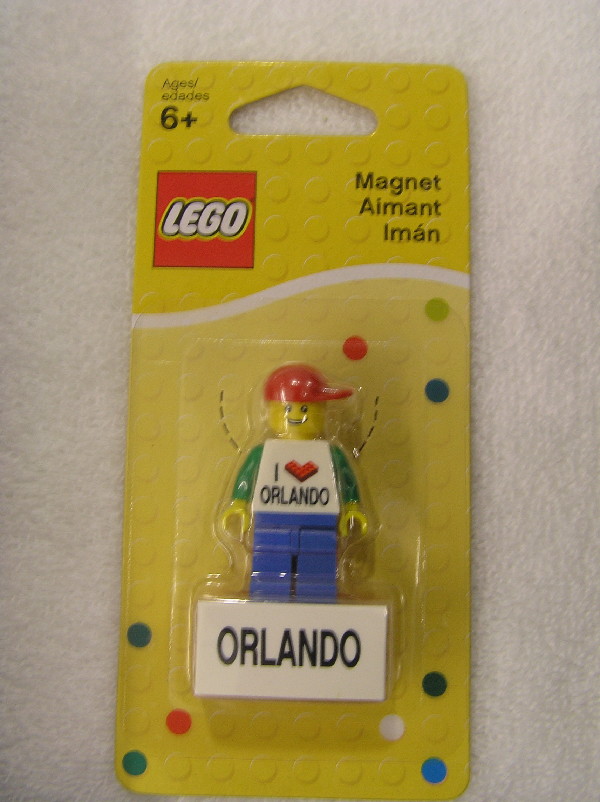 Ages/
edades
6+
LEGO
Magnet
Aimant
Imán
I ❤
ORLANDO
ORLANDO